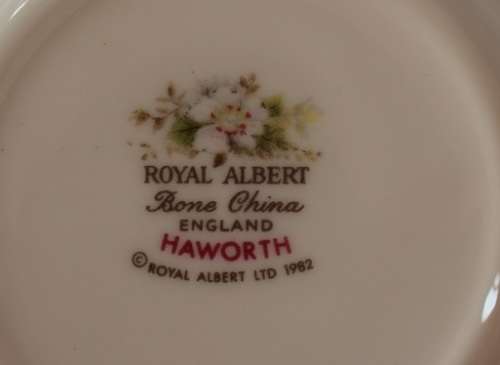 ROYAL ALBERT
Bone China
ENGLAND
HAWORTH
© ROYAL ALBERT LTD 1982